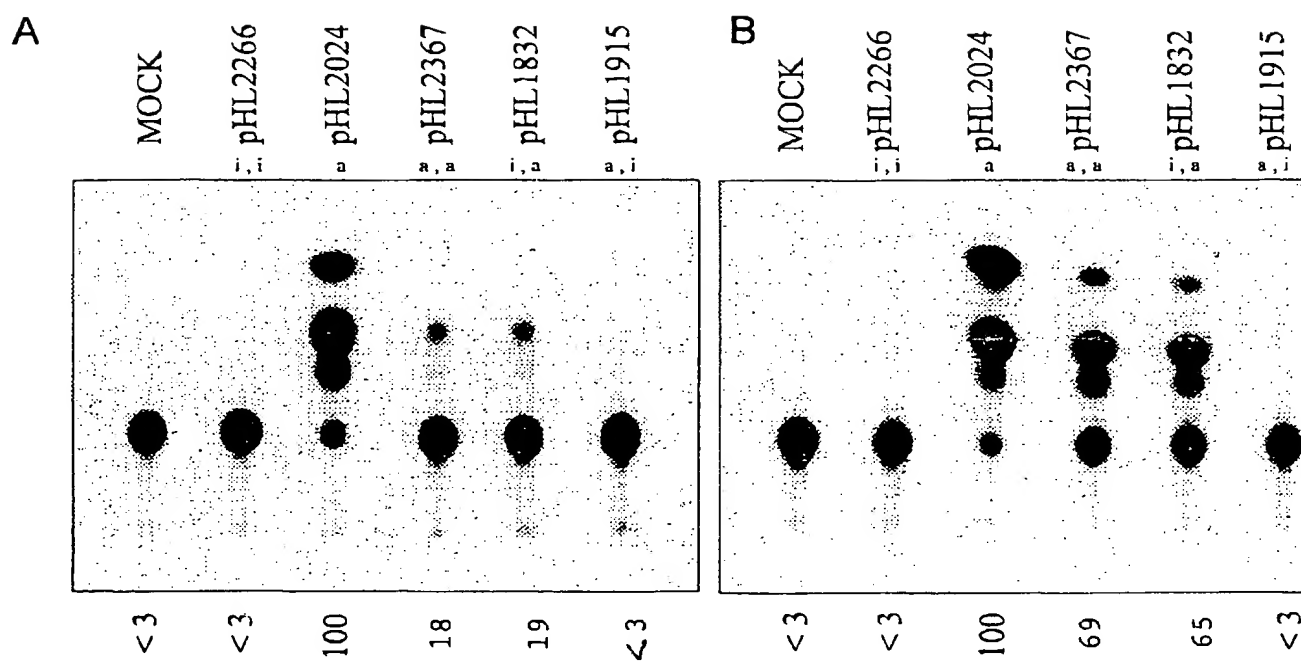 A
MOCK
i,i pHL2266
a pHL2024
a,a pHL2367
i,a pHL1832
a,i pHL1915
<3
<3
100
18
19
<.3
B
MOCK
i,i pHL2266
a pHL2024
a,a pHL2367
i,a pHL1832
a,i pHL1915
<3
<3
100
69
65
<3